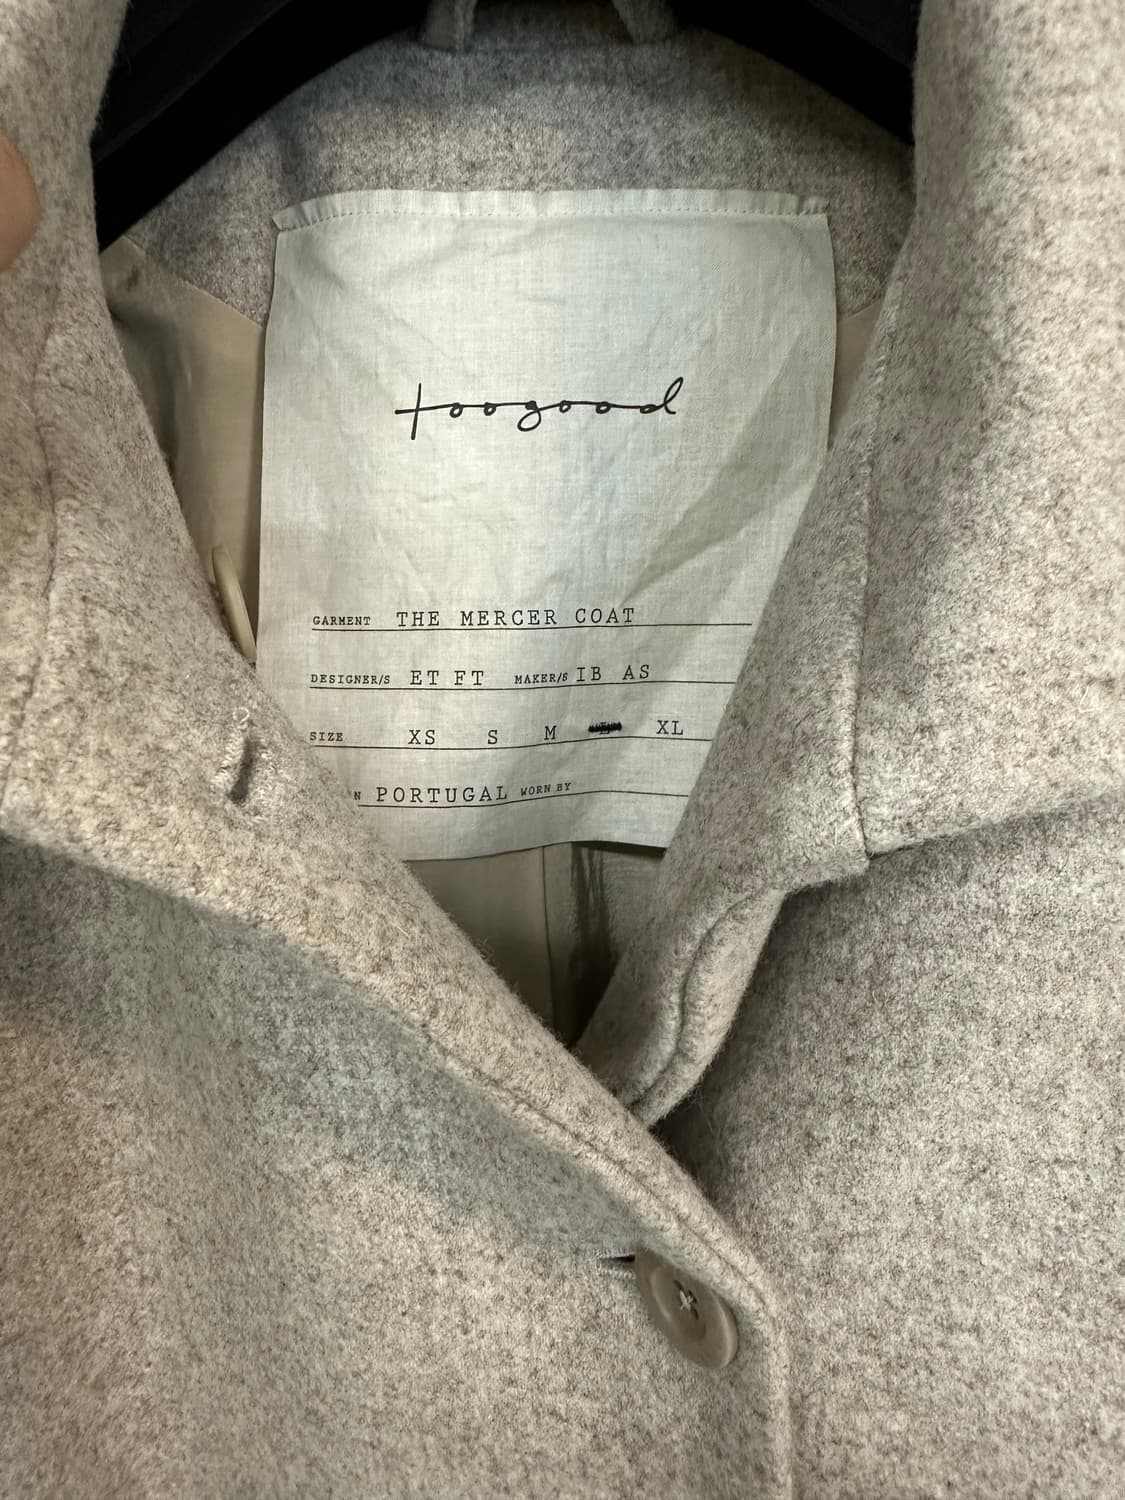 toogood
GARMENT THE MERCER COAT
DESIGNER/S ET FT MAKER/S IB AS
SIZE XS S M XL
N PORTUGAL WORN BY